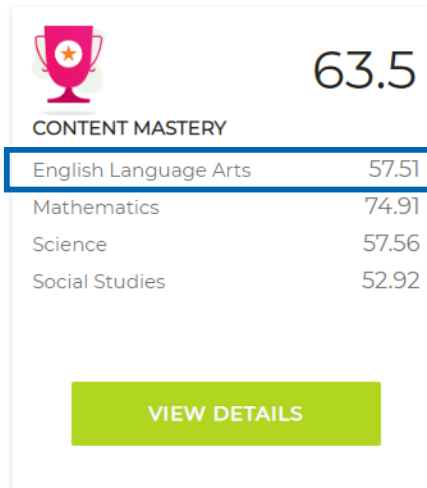 63.5
CONTENT MASTERY
English Language Arts 57.51
Mathematics 74.91
Science 57.56
Social Studies 52.92
VIEW DETAILS